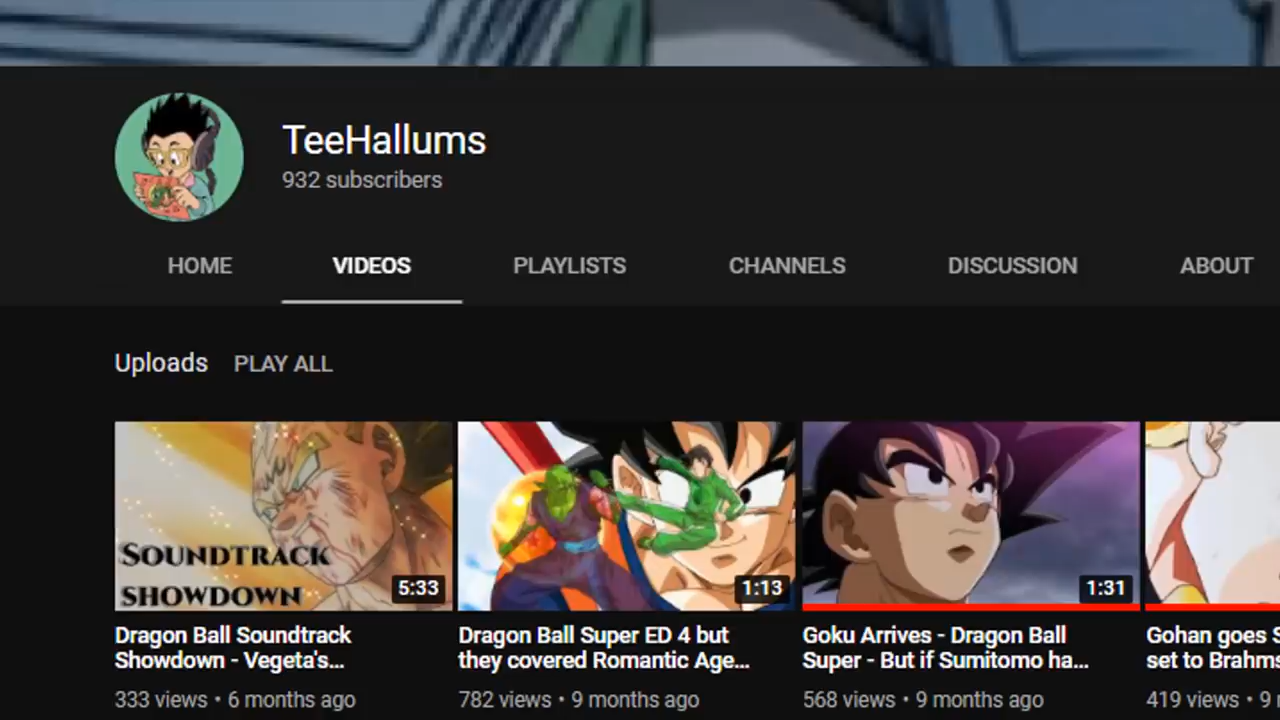 TeeHallums
932 subscribers
HOME VIDEOS PLAYLISTS CHANNELS DISCUSSION ABOUT
Uploads PLAY ALL
SOUNDTRACK
SHOWDOWN
5:33
1:13
1:31
Dragon Ball Soundtrack
Showdown - Vegeta's...
333 views • 6 months ago
Dragon Ball Super ED 4 but
they covered Romantic Age...
782 views • 9 months ago
Goku Arrives - Dragon Ball
Super - But if Sumitomo ha...
568 views • 9 months ago
Gohan goes S
set to Brahms
419 views • 9